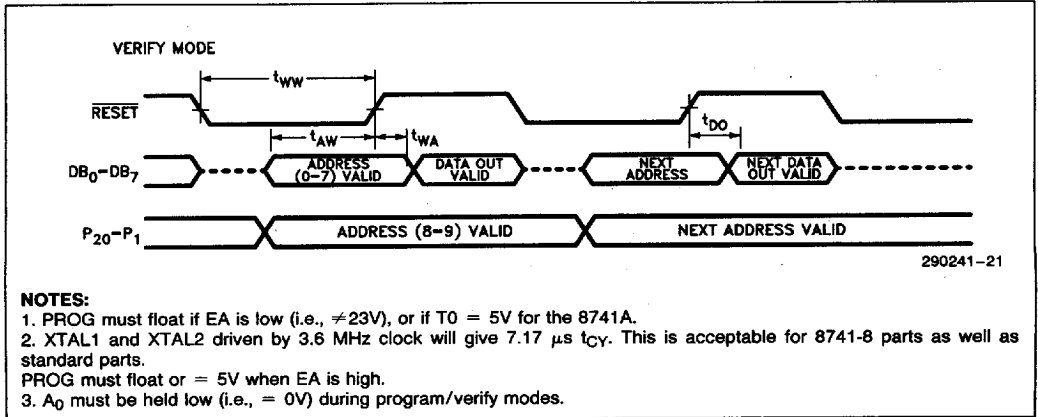 VERIFY MODE
tWW
RESET
tAW
tWA
tDO
DB0–DB7
ADDRESS (0-7) VALID
DATA OUT VALID
NEXT ADDRESS
NEXT DATA OUT VALID
P20–P1
ADDRESS (8-9) VALID
NEXT ADDRESS VALID
290241–21
NOTES:
1. PROG must float if EA is low (i.e., ≠23V), or if T0 = 5V for the 8741A.
2. XTAL1 and XTAL2 driven by 3.6 MHz clock will give 7.17 μs tCY. This is acceptable for 8741-8 parts as well as
standard parts.
PROG must float or = 5V when EA is high.
3. A0 must be held low (i.e., = 0V) during program/verify modes.